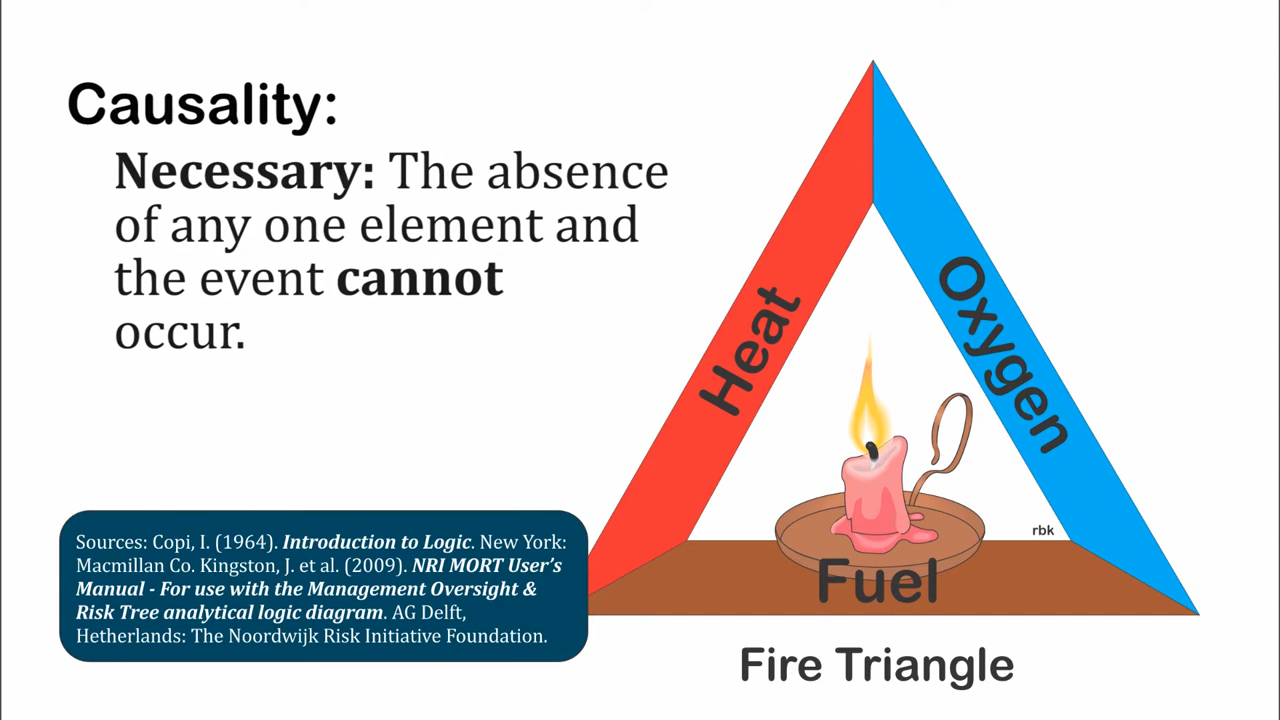 Causality:
Necessary: The absence
of any one element and
the event cannot
occur.
Heat
Oxygen
rbk
Fuel
Sources: Copi, I. (1964). Introduction to Logic. New York:
Macmillan Co. Kingston, J. et al. (2009). NRI MORT User’s
Manual - For use with the Management Oversight &
Risk Tree analytical logic diagram. AG Delft,
Hetherlands: The Noordwijk Risk Initiative Foundation.
Fire Triangle